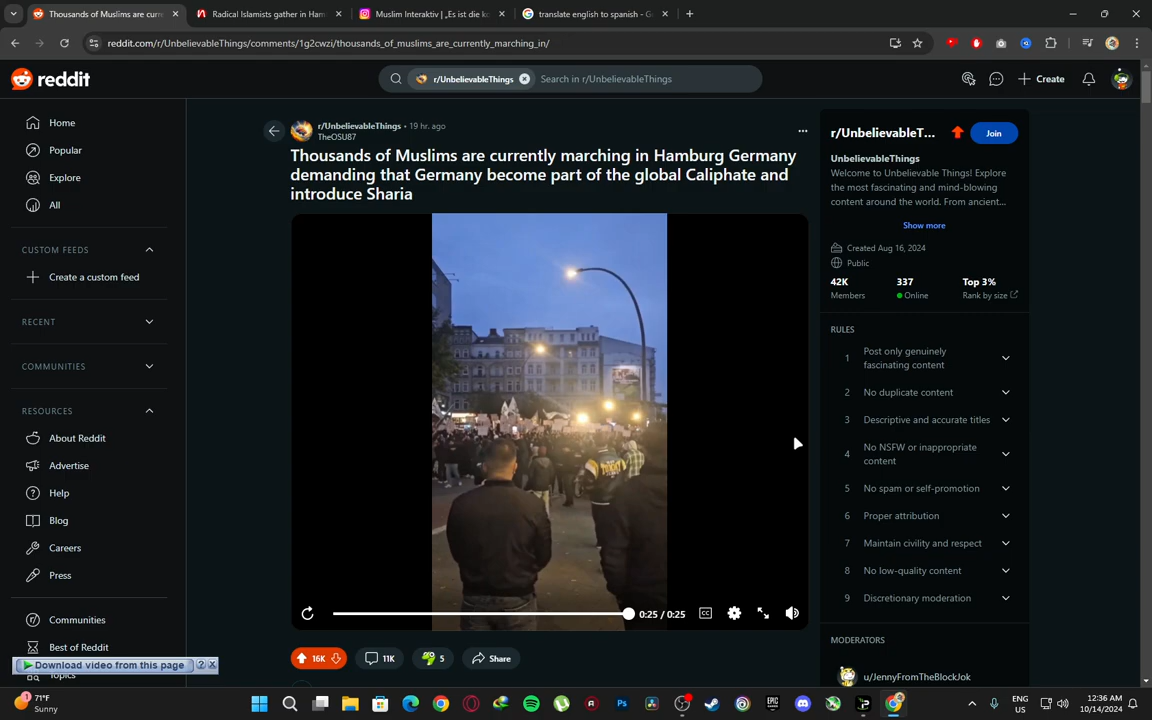 Thousands of Muslims are curre
Radical Islamists gather in Ham
Muslim Interaktiv | „Es ist die ko
translate english to spanish - Go
reddit.com/r/UnbelievableThings/comments/1g2cwzi/thousands_of_muslims_are_currently_marching_in/
reddit
r/UnbelievableThings
Search in r/UnbelievableThings
Create
Home
Popular
Explore
All
CUSTOM FEEDS
Create a custom feed
RECENT
COMMUNITIES
RESOURCES
About Reddit
Advertise
Help
Blog
Careers
Press
Communities
Best of Reddit
Topics
Download video from this page
?
r/UnbelievableThings • 19 hr. ago
TheOSU87
Thousands of Muslims are currently marching in Hamburg Germany
demanding that Germany become part of the global Caliphate and
introduce Sharia
0:25 / 0:25
CC
16K
11K
5
Share
r/UnbelievableT...
Join
UnbelievableThings
Welcome to Unbelievable Things! Explore
the most fascinating and mind-blowing
content around the world. From ancient...
Show more
Created Aug 16, 2024
Public
42K
Members
337
Online
Top 3%
Rank by size
RULES
1 Post only genuinely
fascinating content
2 No duplicate content
3 Descriptive and accurate titles
4 No NSFW or inappropriate
content
5 No spam or self-promotion
6 Proper attribution
7 Maintain civility and respect
8 No low-quality content
9 Discretionary moderation
MODERATORS
u/JennyFromTheBlockJok
1
71°F
Sunny
Ps
EPIC
ENG
US
12:36 AM
10/14/2024